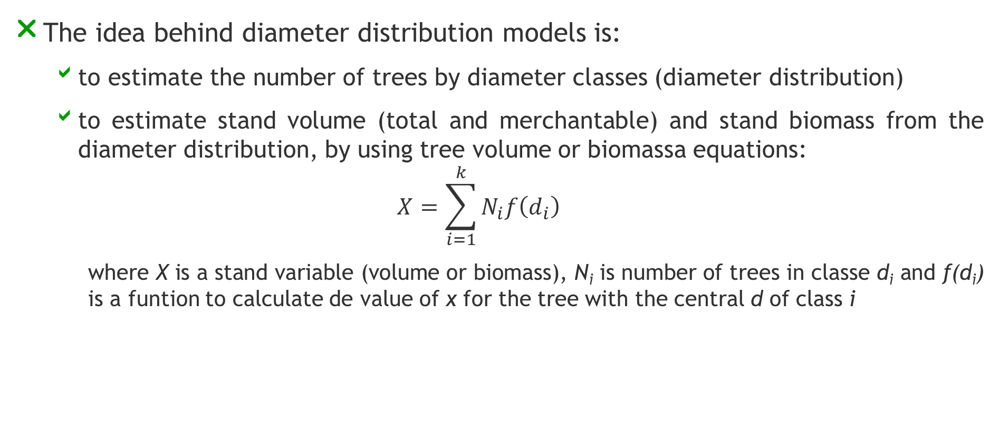 The idea behind diameter distribution models is:
to estimate the number of trees by diameter classes (diameter distribution)
to estimate stand volume (total and merchantable) and stand biomass from the
diameter distribution, by using tree volume or biomassa equations:
X = \sum_{i=1}^{k} N_i f(d_i)
where X is a stand variable (volume or biomass), N_i is number of trees in classe d_i and f(d_i)
is a funtion to calculate de value of x for the tree with the central d of class i